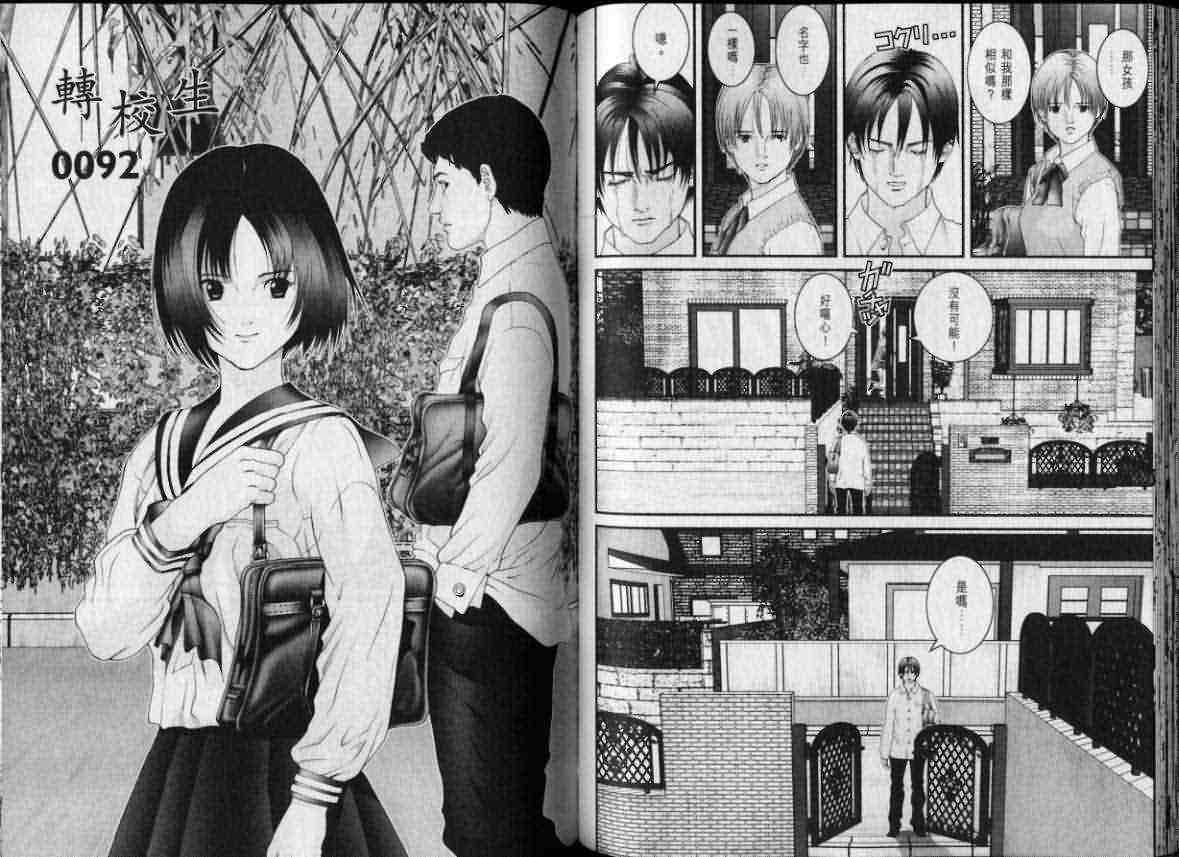 那女孩
……
和我那樣
相似嗎？
コクリ…
名字也
一樣嗎
嗯。
沒有可能！
ガチャッ
好噁心！
是嗎……
轉校生
0092